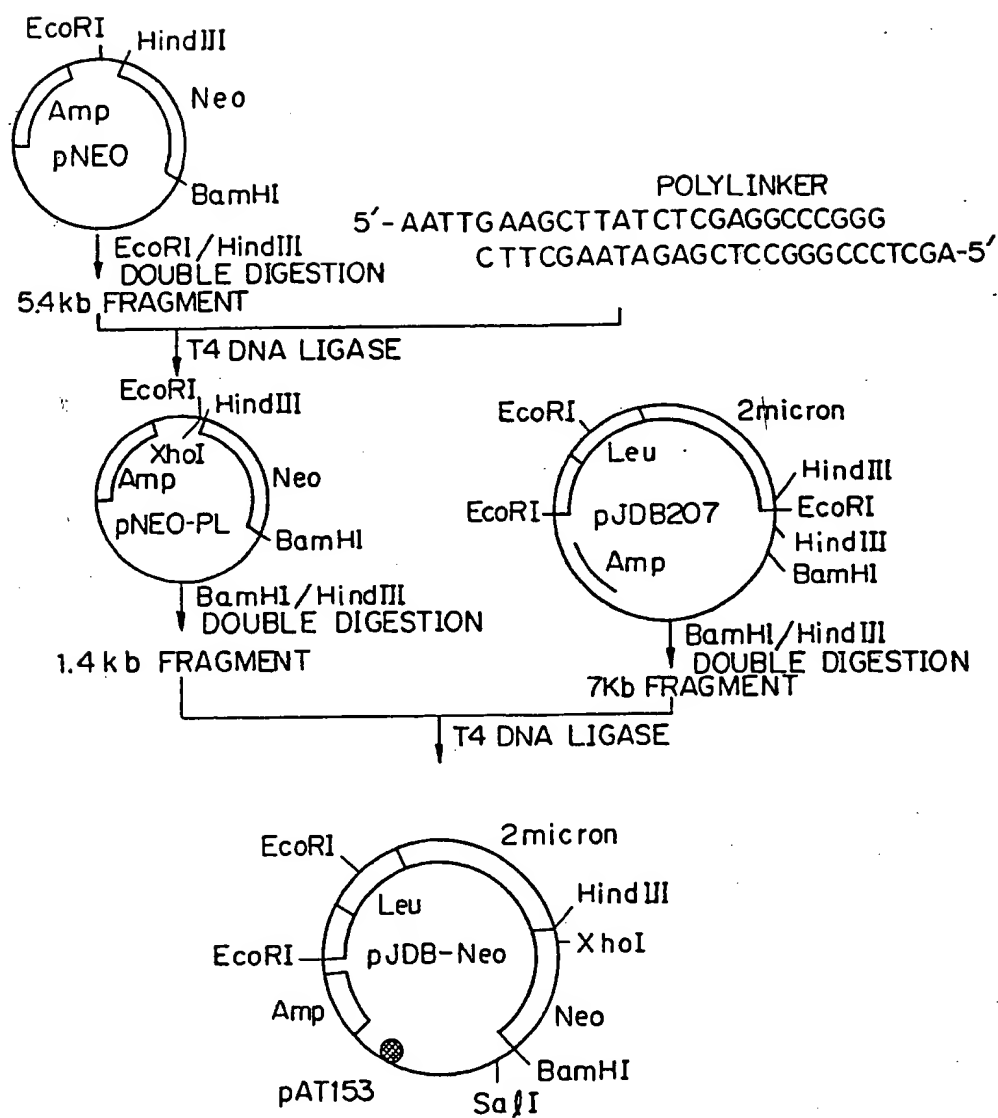 EcoRI
HindIII
Amp
Neo
pNEO
BamHI
EcoRI/HindIII
DOUBLE DIGESTION
5.4kb FRAGMENT
POLYLINKER
5′-AATTGAAGCTTATCTCGAGGCCCGGG
CTTCGAATAGAGCTCCGGGCCCTCGA-5′
T4 DNA LIGASE
EcoRI
HindIII
XhoI
Amp
Neo
pNEO-PL
BamHI
BamHI/HindIII
DOUBLE DIGESTION
1.4kb FRAGMENT
EcoRI
2micron
Leu
HindIII
EcoRI
pJDB207
EcoRI
HindIII
Amp
BamHI
BamHI/HindIII
DOUBLE DIGESTION
7Kb FRAGMENT
T4 DNA LIGASE
EcoRI
2micron
Leu
HindIII
XhoI
EcoRI
pJDB-Neo
Amp
Neo
BamHI
pAT153
SalI